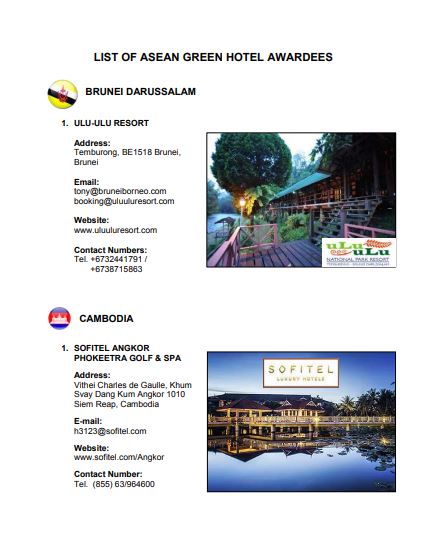 LIST OF ASEAN GREEN HOTEL AWARDEES
BRUNEI DARUSSALAM
1. ULU-ULU RESORT
Address:
Temburong, BE1518 Brunei,
Brunei
Email:
tony@bruneiborneo.com
booking@uluuluresort.com
Website:
www.uluuluresort.com
Contact Numbers:
Tel. +6732441791 /
+6738715863
uLu uLu
NATIONAL PARK RESORT
CAMBODIA
1. SOFITEL ANGKOR
PHOKEETRA GOLF & SPA
Address:
Vithei Charles de Gaulle, Khum
Svay Dang Kum Angkor 1010
Siem Reap, Cambodia
E-mail:
h3123@sofitel.com
Website:
www.sofitel.com/Angkor
Contact Number:
Tel. (855) 63/964600
SOFITEL
LUXURY HOTELS